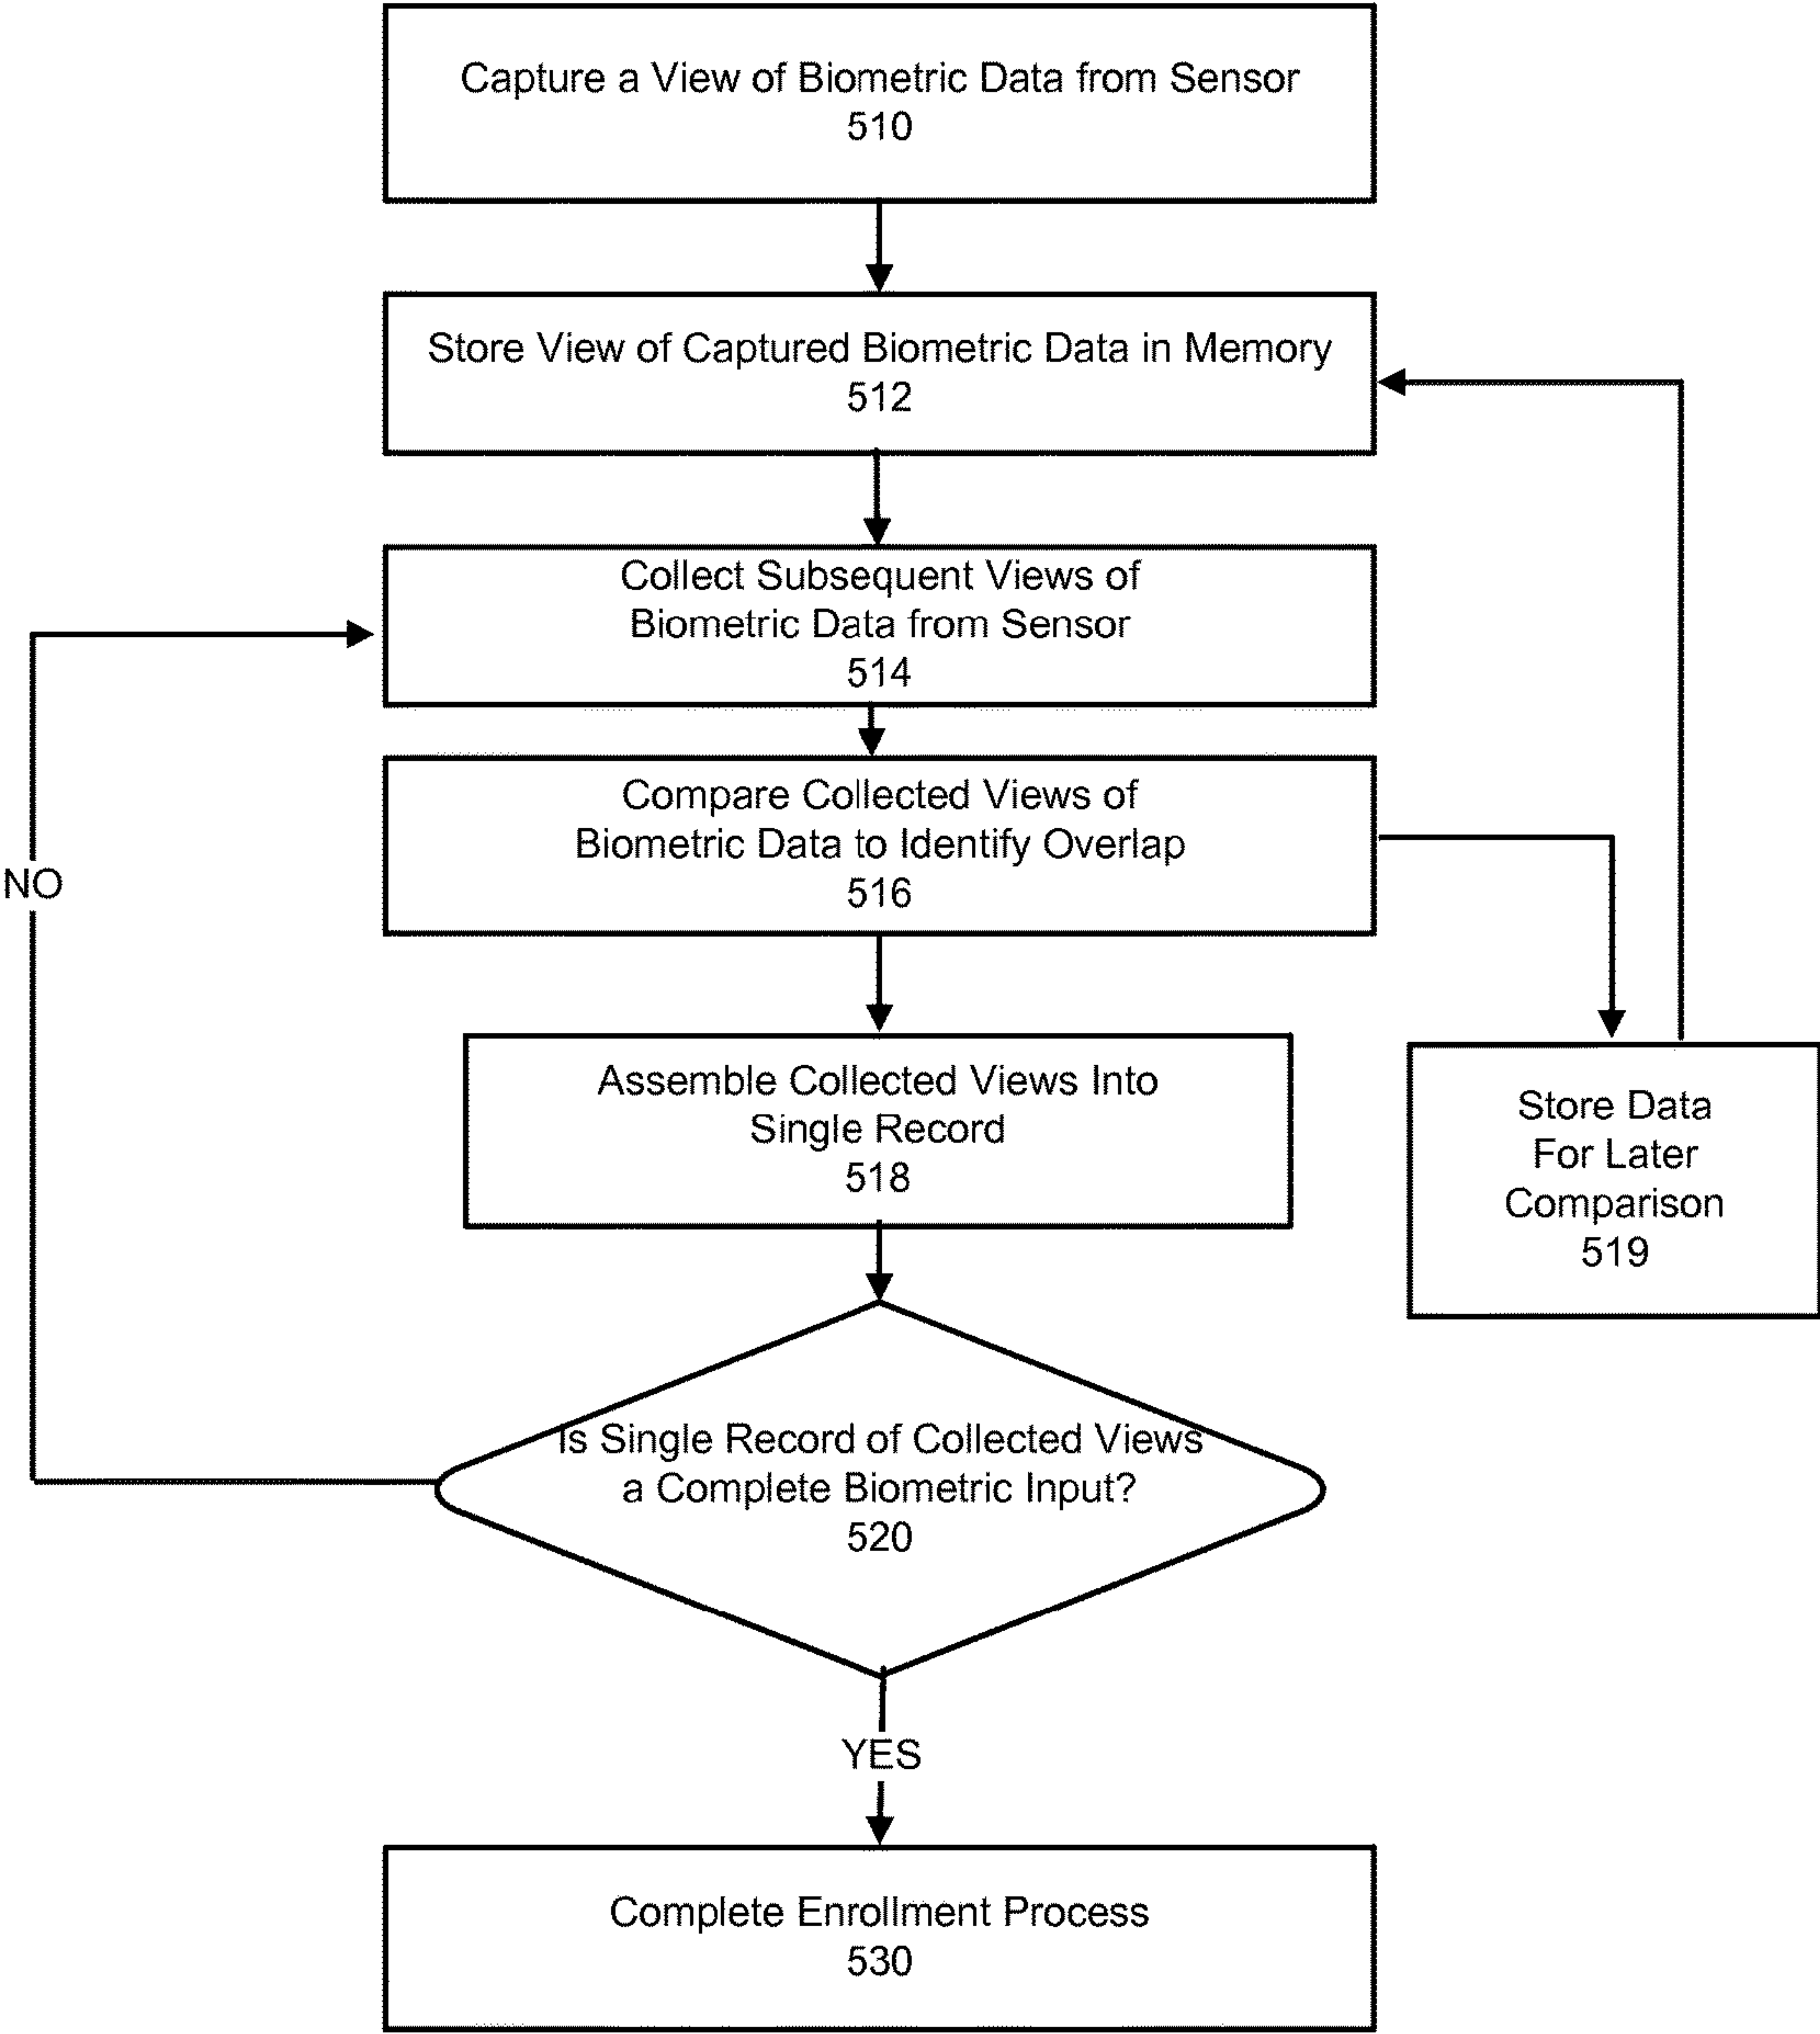 Capture a View of Biometric Data from Sensor
510
Store View of Captured Biometric Data in Memory
512
Collect Subsequent Views of
Biometric Data from Sensor
514
Compare Collected Views of
Biometric Data to Identify Overlap
516
NO
Assemble Collected Views Into
Single Record
518
Store Data
For Later
Comparison
519
Is Single Record of Collected Views
a Complete Biometric Input?
520
YES
Complete Enrollment Process
530